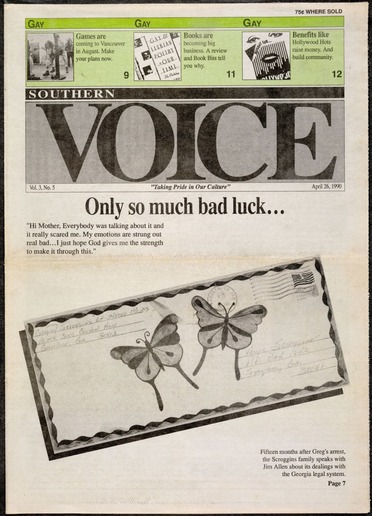 75¢ WHERE SOLD
GAY
Games are
coming to Vancouver
in August. Make
your plans now.
9
GAY
Books are
becoming big
business. A review
and Book Bias tell
you why.
11
GAY
Benefits like
Hollywood Hots
raise money. And
build community.
12
SOUTHERN
VOICE
Vol. 3, No. 5
"Taking Pride in Our Culture"
April 26, 1990
Only so much bad luck…
"Hi Mother, Everybody was talking about it and
it really scared me. My emotions are strung out
real bad…I just hope God gives me the strength
to make it through this."
Fifteen months after Greg's arrest,
the Scroggins family speaks with
Jim Allen about its dealings with
the Georgia legal system.
Page 7